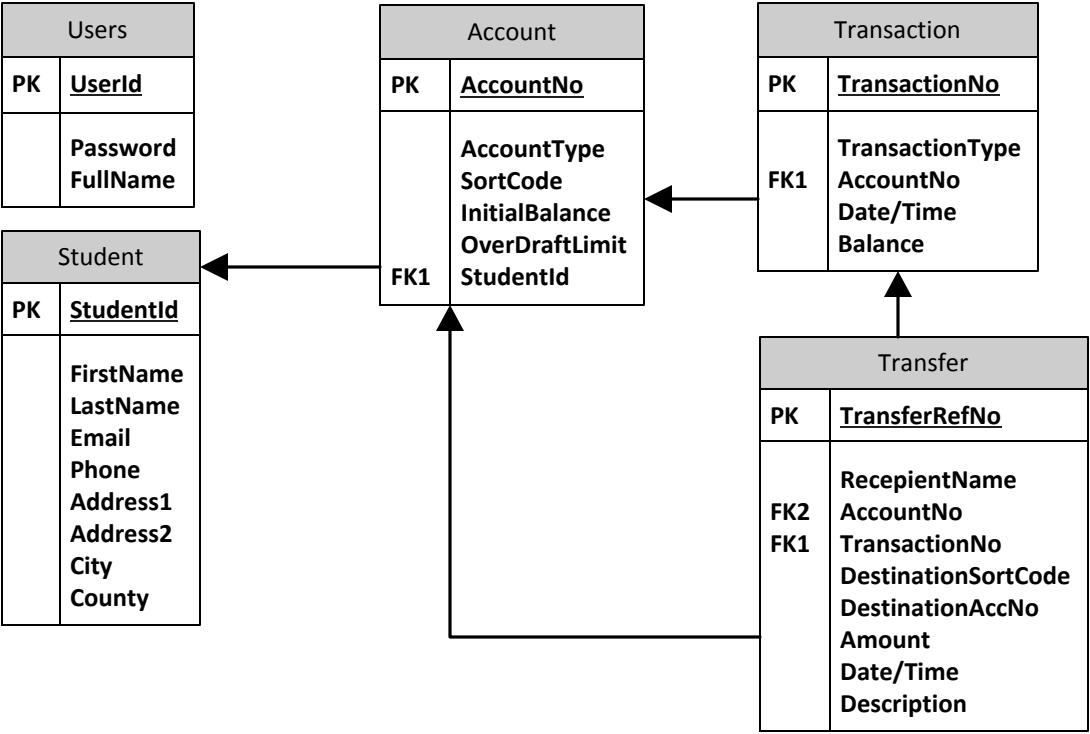 Users
PK UserId
Password
FullName
Student
PK StudentId
FirstName
LastName
Email
Phone
Address1
Address2
City
County
Account
PK AccountNo
AccountType
SortCode
InitialBalance
OverDraftLimit
FK1 StudentId
Transaction
PK TransactionNo
TransactionType
FK1 AccountNo
Date/Time
Balance
Transfer
PK TransferRefNo
RecepientName
FK2 AccountNo
FK1 TransactionNo
DestinationSortCode
DestinationAccNo
Amount
Date/Time
Description